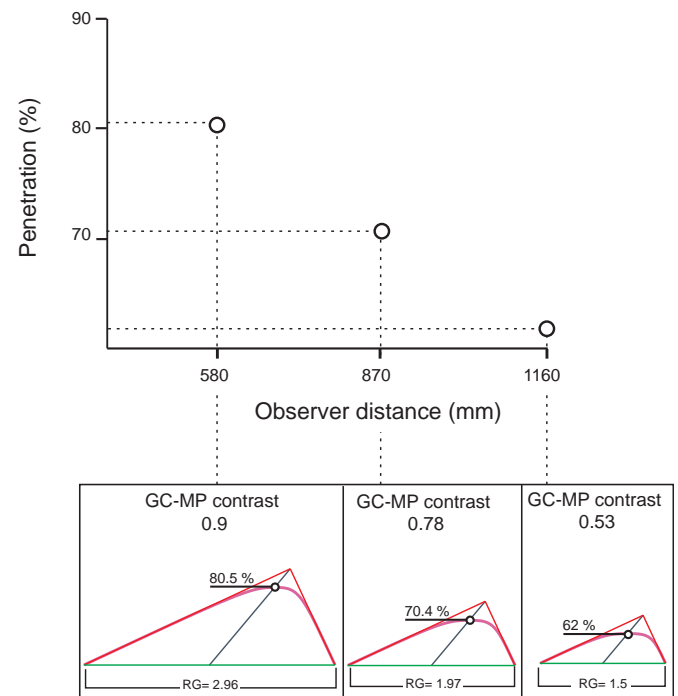 90
80
70
Penetration (%)
580
870
1160
Observer distance (mm)
GC-MP contrast
0.9
80.5 %
RG= 2.96
GC-MP contrast
0.78
70.4 %
RG= 1.97
GC-MP contrast
0.53
62 %
RG= 1.5